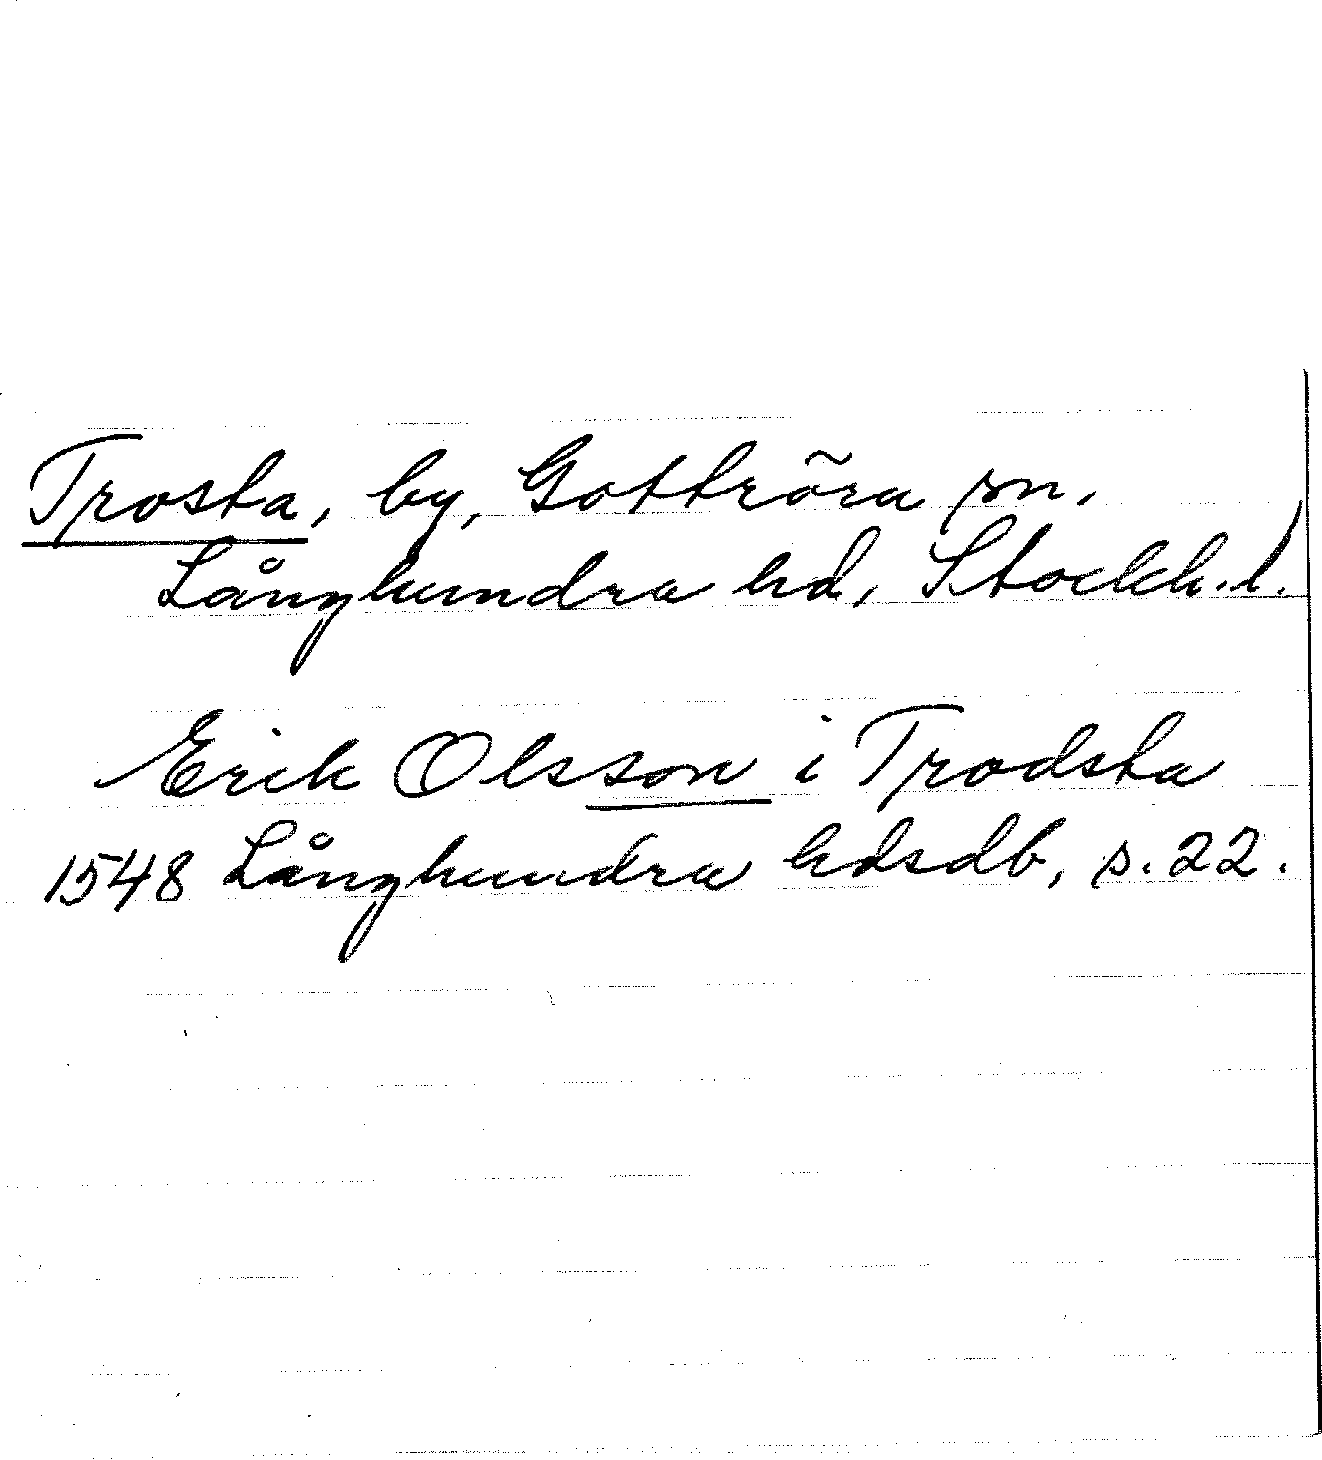 Trosta, by, Gottröra sn.
Långhundra hd, Stockh. l.
Erik Olsson i Trodsta
1548 Långhundra hdsdb, s. 22.